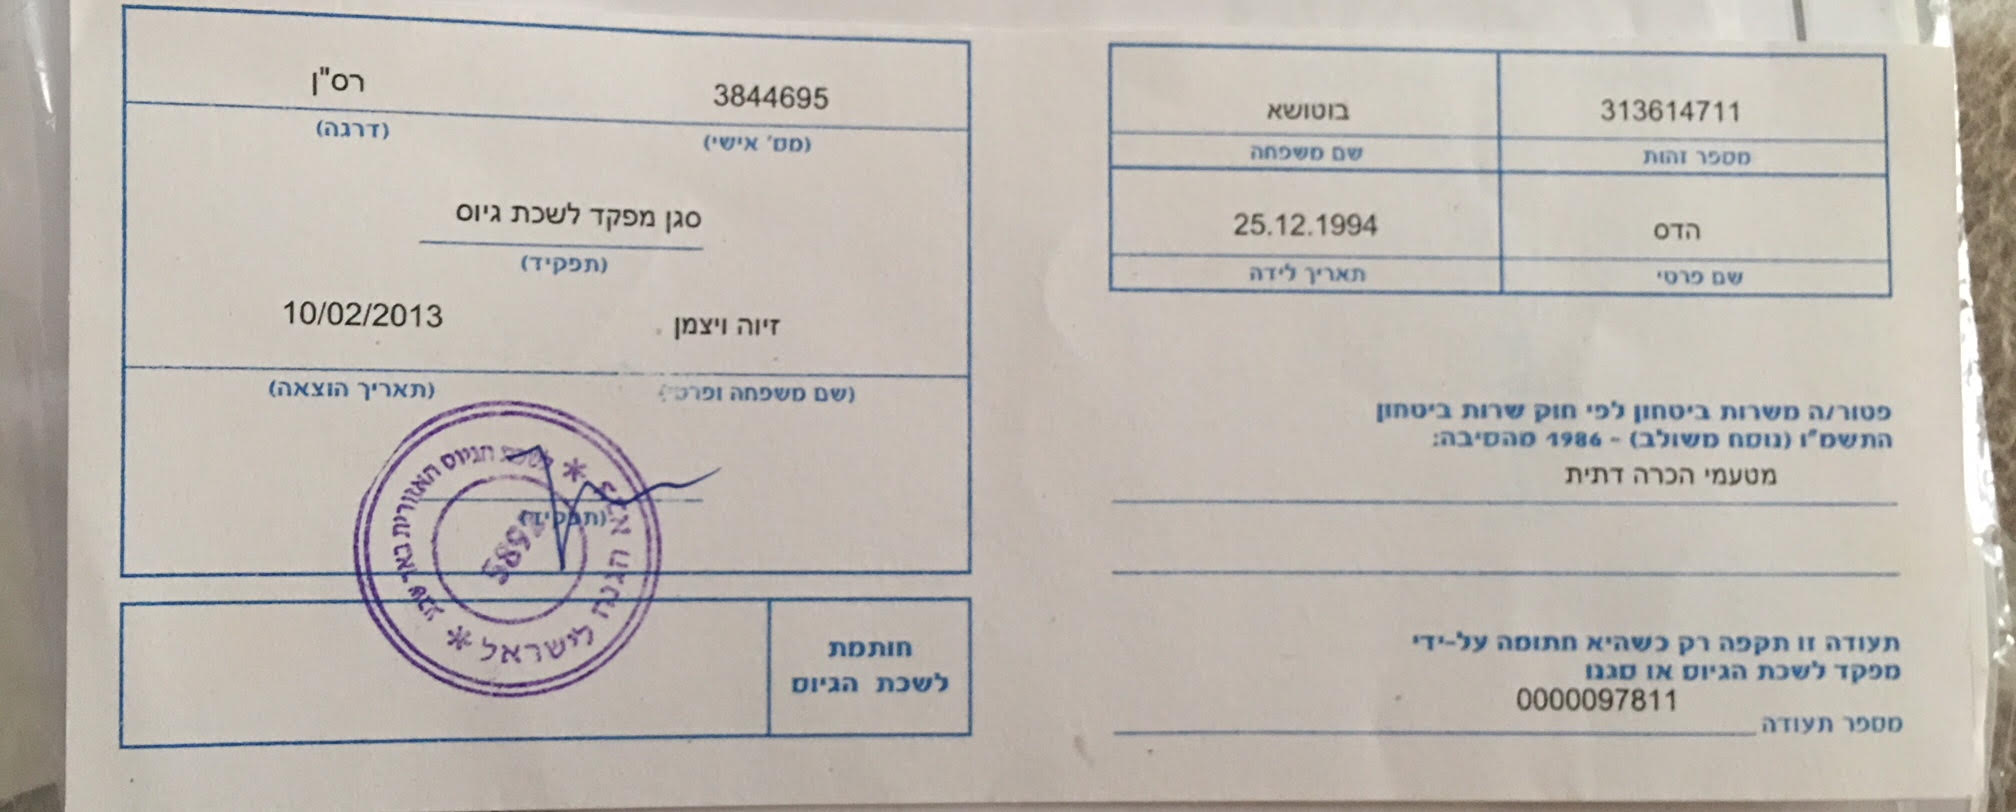 313614711 בוטושא
מספר זהות שם משפחה
הדס 25.12.1994
שם פרטי תאריך לידה
פטור/ה משרות ביטחון לפי חוק שרות ביטחון
התשמ"ו (נוסח משולב) - 1986 מהסיבה:
מטעמי הכרה דתית
תעודה זו תקפה רק כשהיא חתומה על-ידי
מפקד לשכת הגיוס או סגנו
0000097811
מספר תעודה
3844695 רס"ן
(מס' אישי) (דרגה)
סגן מפקד לשכת גיוס
(תפקיד)
זיוה ויצמן 10/02/2013
(שם משפחה ופרטי) (תאריך הוצאה)
(תפקיד)
צבא הגנה לישראל
לשכת הגיוס האזורית באר שבע
חותמת
לשכת הגיוס